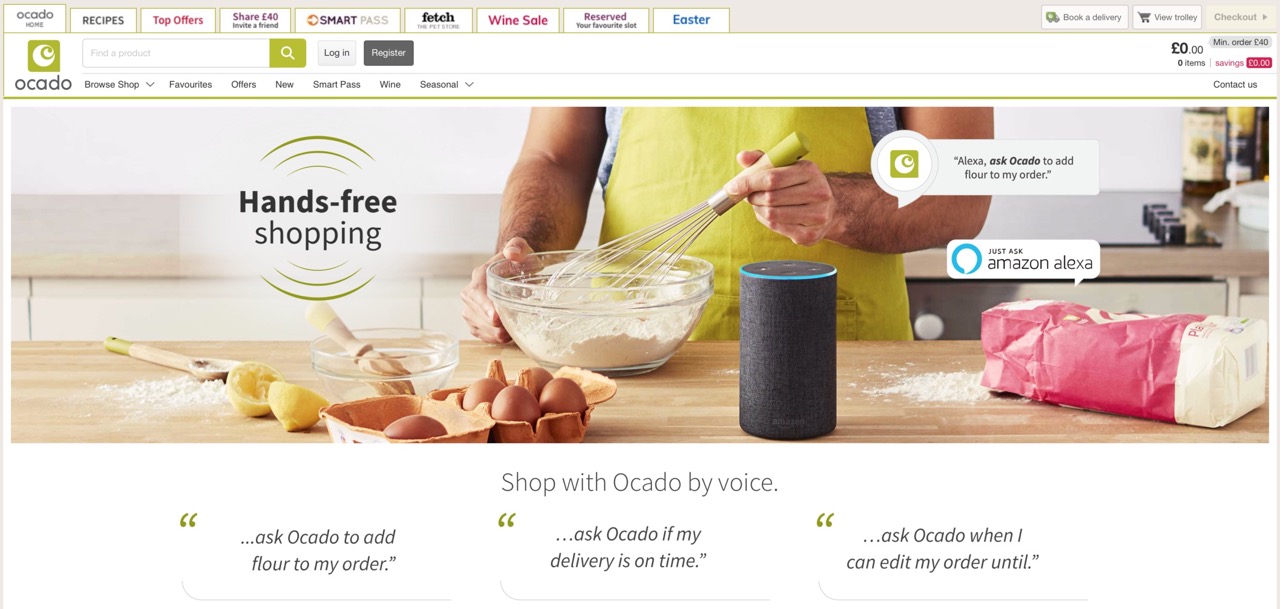 ocado
HOME
RECIPES
Top Offers
Share £40
Invite a friend
SMART PASS
fetch
THE PET STORE
Wine Sale
Reserved
Your favourite slot
Easter
Book a delivery
View trolley
Checkout
ocado
Find a product
Log in
Register
£0.00
Min. order £40
0 items
savings £0.00
Browse Shop
Favourites
Offers
New
Smart Pass
Wine
Seasonal
Contact us
Hands-free
shopping
“Alexa, ask Ocado to add
flour to my order.”
JUST ASK
amazon alexa
amazon
Shop with Ocado by voice.
“
...ask Ocado to add
flour to my order.”
“
…ask Ocado if my
delivery is on time.”
“
…ask Ocado when I
can edit my order until.”